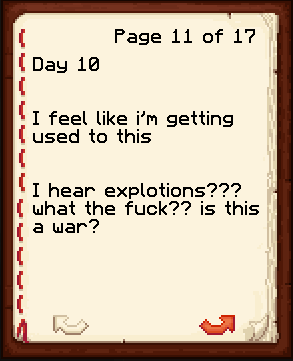 Page 11 of 17
Day 10
I feel like i'm getting
used to this
I hear explotions???
what the fuck?? is this
a war?